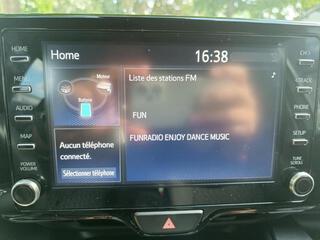 HOME
MENU
AUDIO
MAP
POWER
VOLUME
Home
16:38
Moteur
Batterie
Aucun téléphone
connecté.
Sélectionner téléphone
Liste des stations FM
FUN
FUNRADIO ENJOY DANCE MUSIC
CH
TRACK
PHONE
SETUP
TUNE
SCROLL